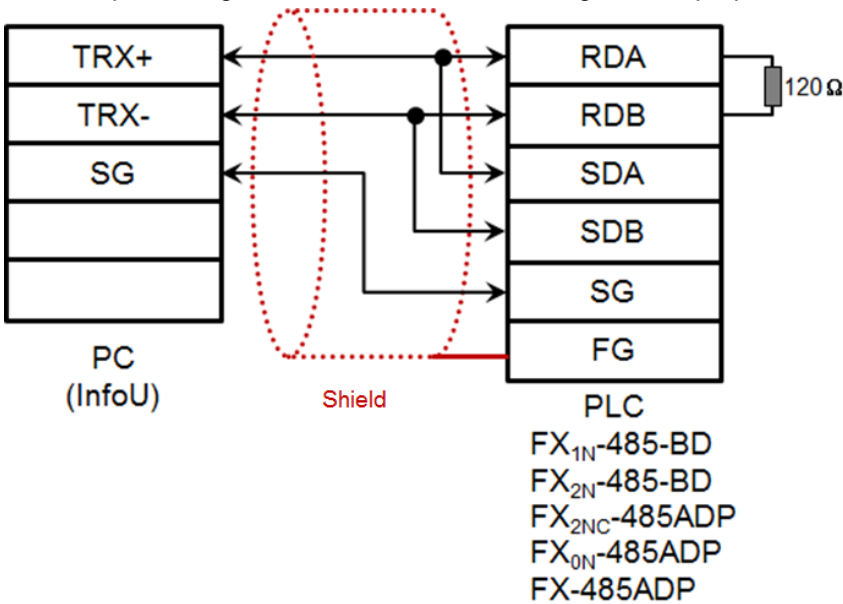 TRX+
TRX-
SG
PC
(InfoU)
Shield
RDA
RDB
SDA
SDB
SG
FG
120 Ω
PLC
FX1N-485-BD
FX2N-485-BD
FX2NC-485ADP
FX0N-485ADP
FX-485ADP